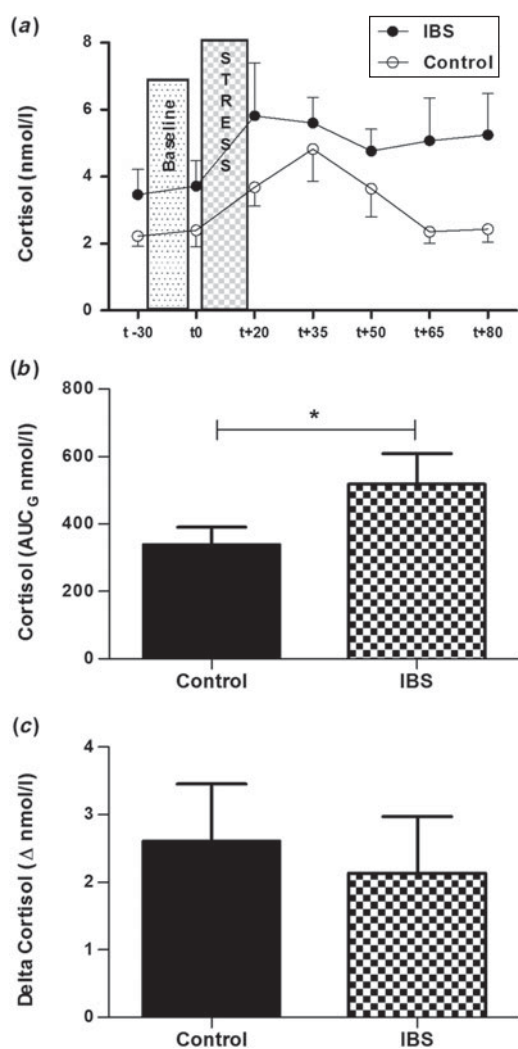 (a)
IBS
Control
Cortisol (nmol/l)
8
6
4
2
0
Baseline
STRESS
t -30
t0
t+20
t+35
t+50
t+65
t+80
(b)
Cortisol (AUCG nmol/l)
800
600
400
200
0
*
Control
IBS
(c)
Delta Cortisol (Δ nmol/l)
4
3
2
1
0
Control
IBS